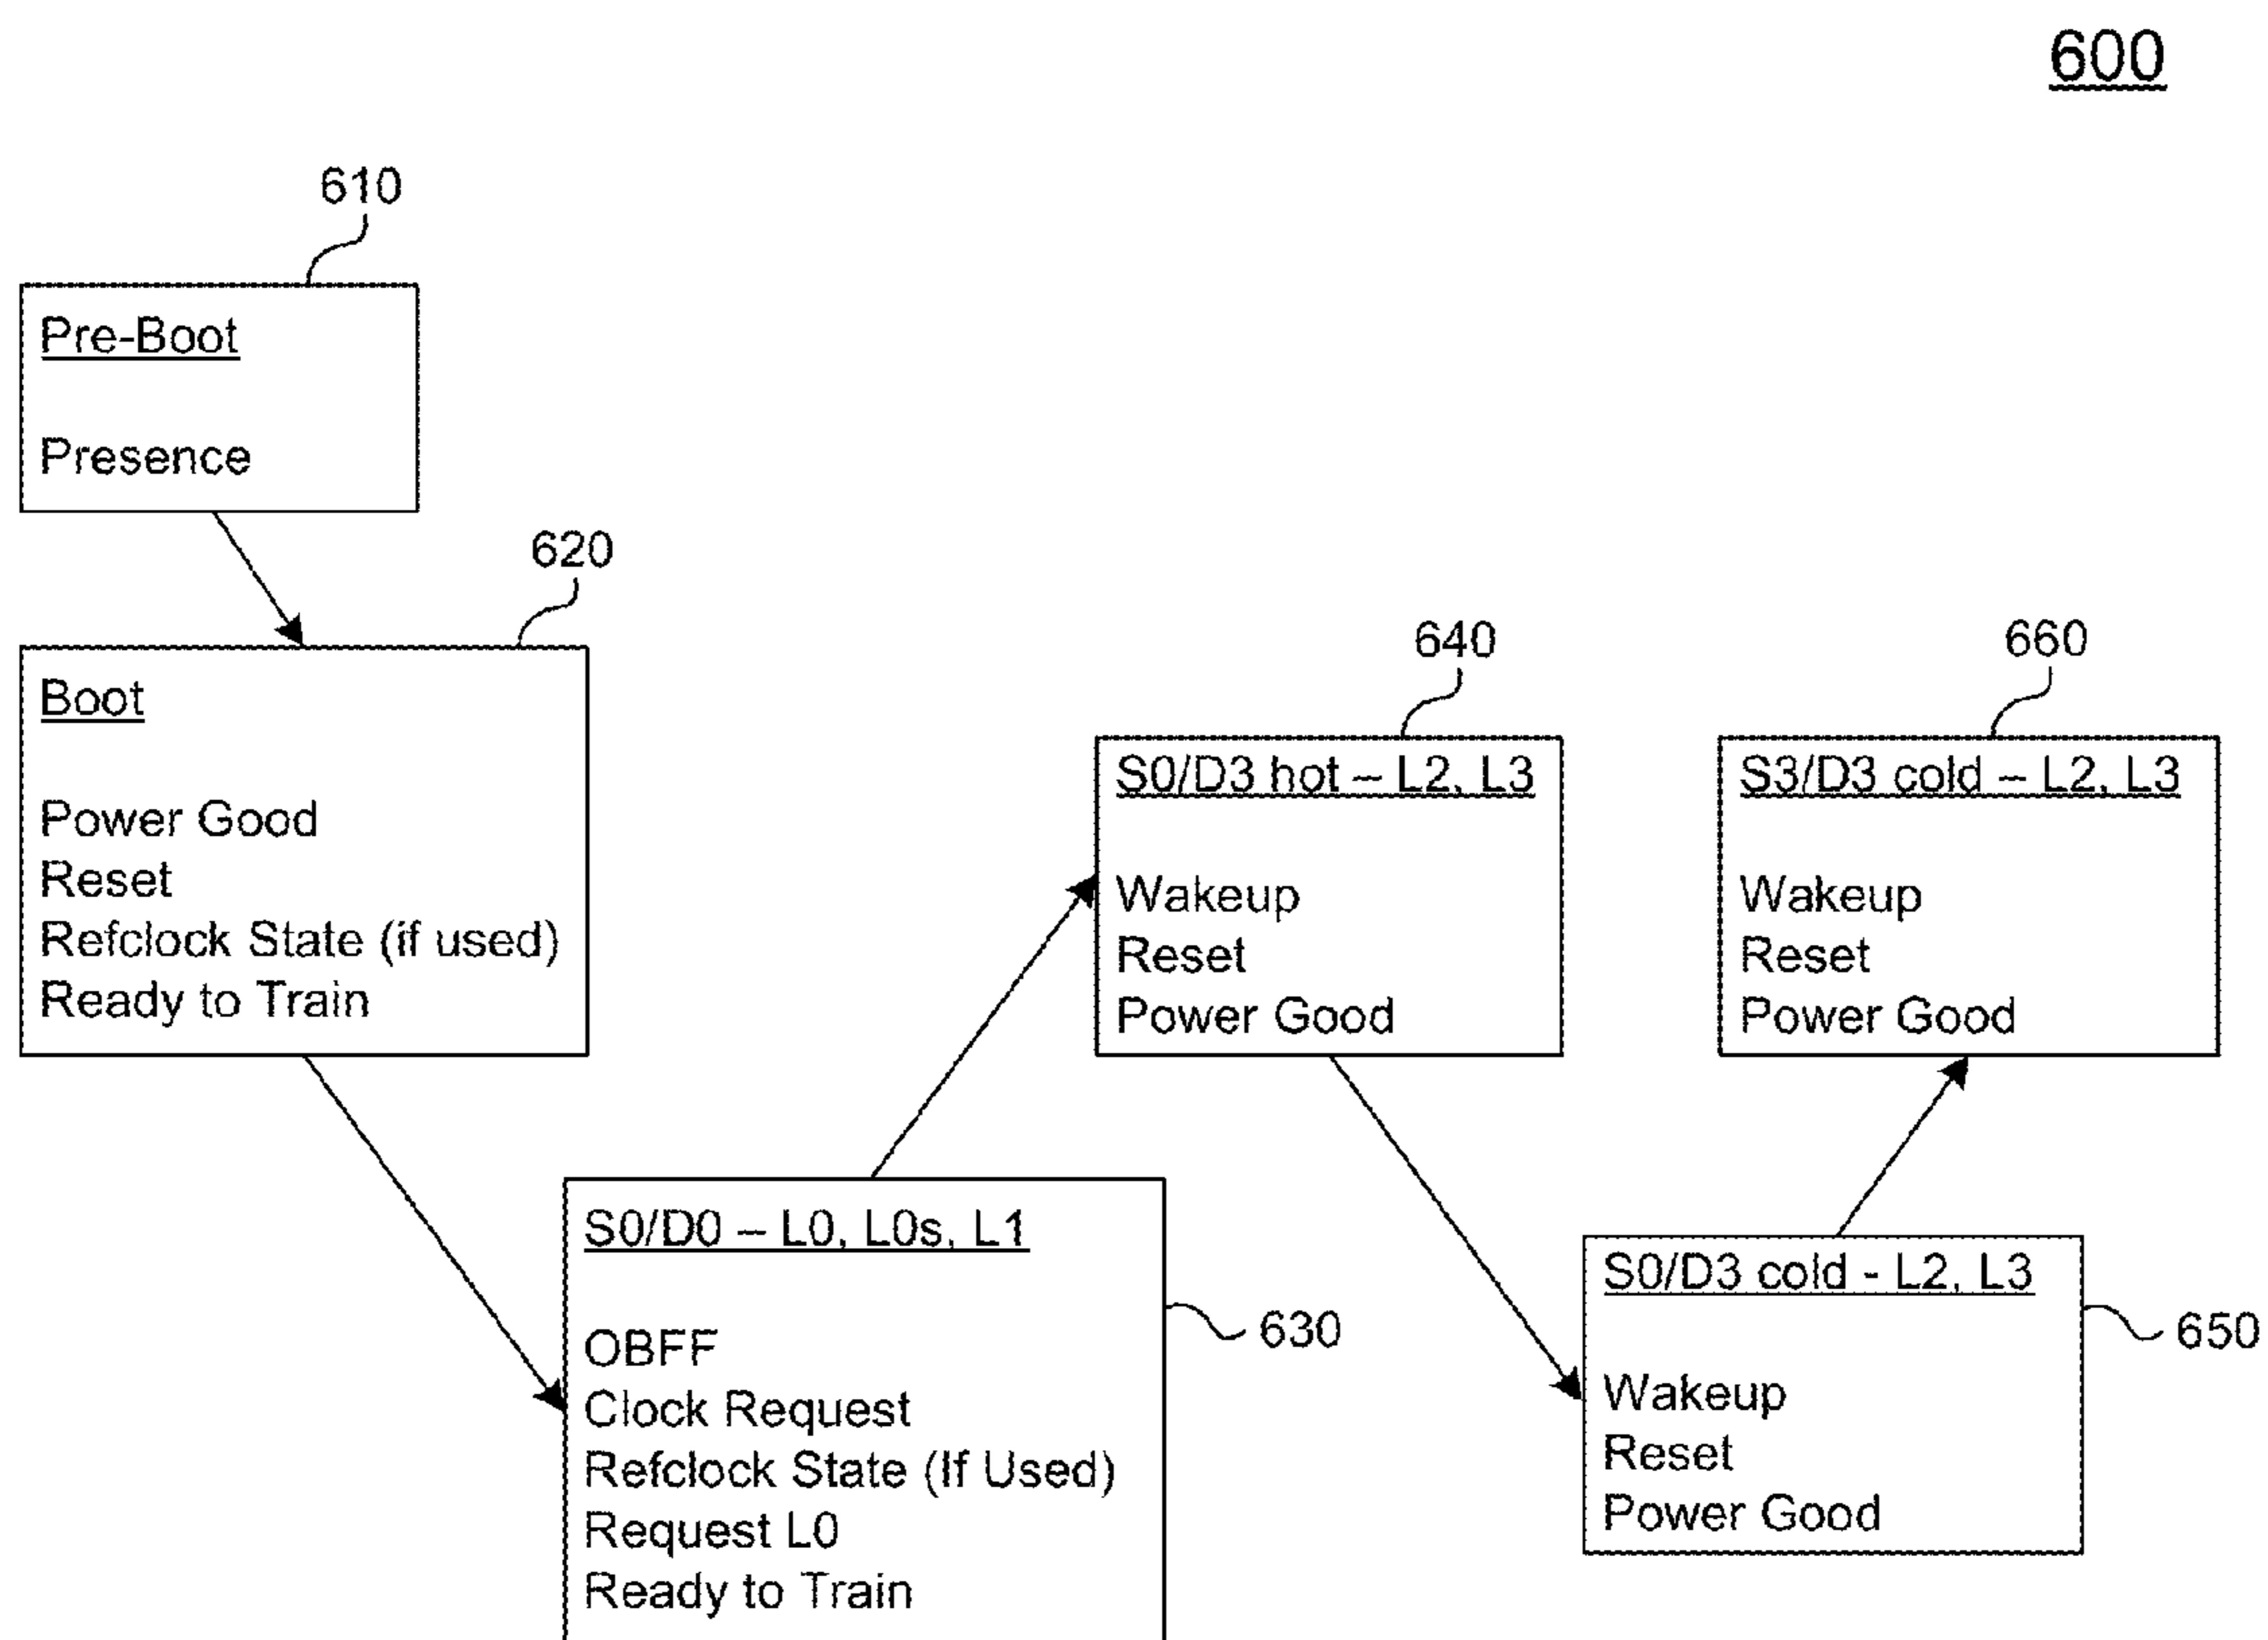 600
610
Pre-Boot
Presence
620
Boot
Power Good
Reset
Refclock State (if used)
Ready to Train
630
S0/D0 – L0, L0s, L1
OBFF
Clock Request
Refclock State (If Used)
Request L0
Ready to Train
640
S0/D3 hot – L2, L3
Wakeup
Reset
Power Good
650
S0/D3 cold - L2, L3
Wakeup
Reset
Power Good
660
S3/D3 cold – L2, L3
Wakeup
Reset
Power Good